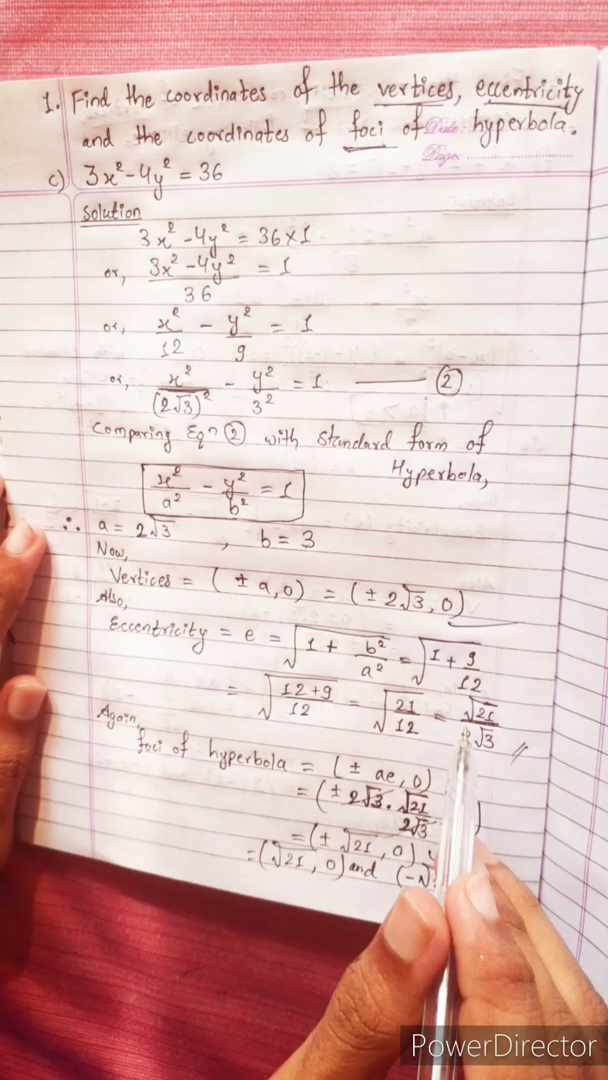 1. Find the coordinates of the vertices, eccentricity
and the coordinates of foci of hyperbola.
Date:
Page:
c) 3x² - 4y² = 36
Solution
3x² - 4y² = 36 × 1
or, (3x² - 4y²)/36 = 1
or, x²/12 - y²/9 = 1
or, x²/(2√3)² - y²/3² = 1 —— ②
Comparing Eqn ② with standard form of
Hyperbola,
x²/a² - y²/b² = 1
∴ a = 2√3 , b = 3
Now,
Vertices = (± a, 0) = (± 2√3, 0)
Also,
Eccentricity = e = √(1 + b²/a²) = √(1 + 9/12)
= √((12+9)/12) = √(21/12) = √21/ √3 //
Again,
foci of hyperbola = (± ae, 0)
= (± 2√3 . √21/2√3 )
= (± √21, 0)
= (√21, 0) and (-√
PowerDirector